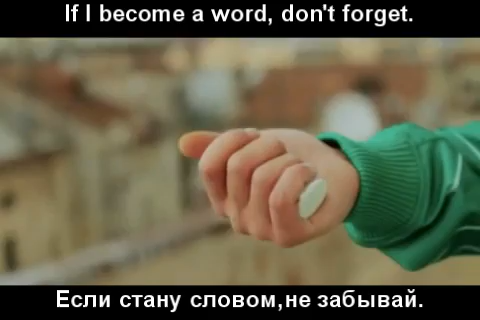 If I become a word, don't forget.
Если стану словом,не забывай.